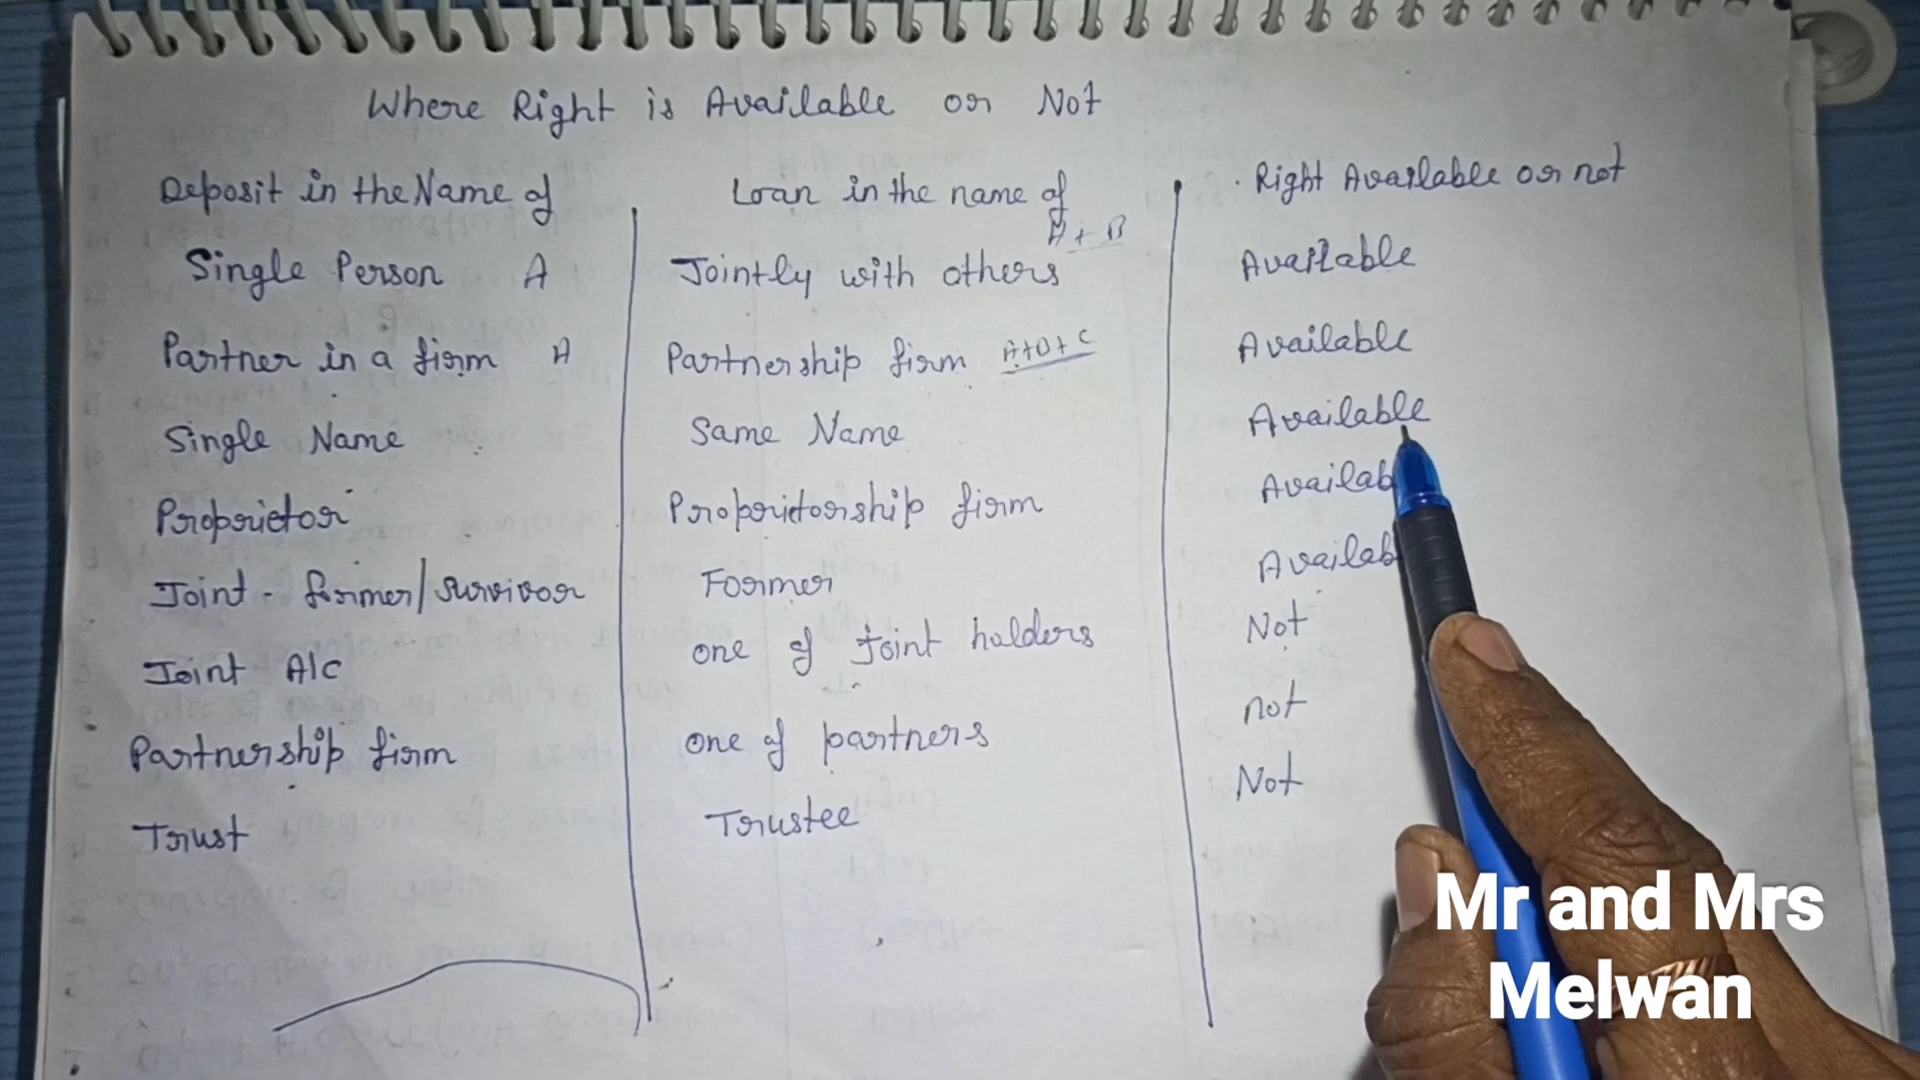 Where Right is Available or Not
Deposit in the Name of Loan in the name of Right Available or not
A + B
Single Person A Jointly with others Available
Partner in a firm A Partnership firm A+D+C Available
Single Name Same Name Available
Proprietor Proprietorship firm Availab
Joint - former/survivor Former Availab
Joint A/C one of Joint holders Not
Partnership firm one of partners not
Trust Trustee Not
Mr and Mrs
Melwan